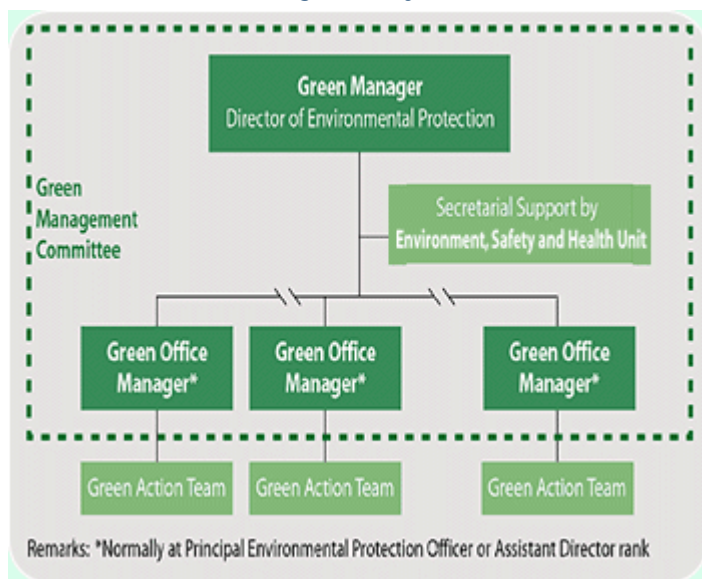 Green Manager
Director of Environmental Protection
Green
Management
Committee
Secretarial Support by
Environment, Safety and Health Unit
Green Office
Manager*
Green Office
Manager*
Green Office
Manager*
Green Action Team
Green Action Team
Green Action Team
Remarks: *Normally at Principal Environmental Protection Officer or Assistant Director rank